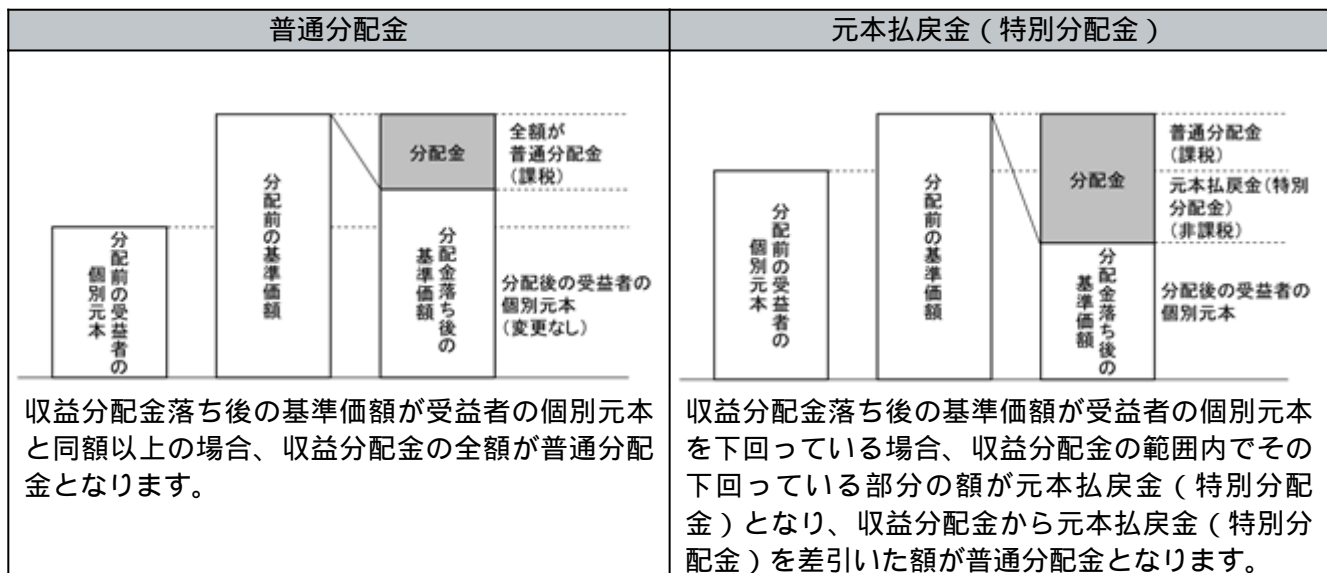 普通分配金
分配前の受益者の
個別元本
分配前の基準価額
分配金
分配金落ち後の
基準価額
全額が
普通分配金
(課税)
分配後の受益者の
個別元本
(変更なし)
収益分配金落ち後の基準価額が受益者の個別元本
と同額以上の場合、収益分配金の全額が普通分配
金となります。
元本払戻金(特別分配金)
分配前の受益者の
個別元本
分配前の基準価額
分配金
分配金落ち後の
基準価額
普通分配金
(課税)
元本払戻金(特別
分配金)
(非課税)
分配後の受益者の
個別元本
収益分配金落ち後の基準価額が受益者の個別元本
を下回っている場合、収益分配金の範囲内でその
下回っている部分の額が元本払戻金(特別分配
金)となり、収益分配金から元本払戻金(特別分
配金)を差引いた額が普通分配金となります。